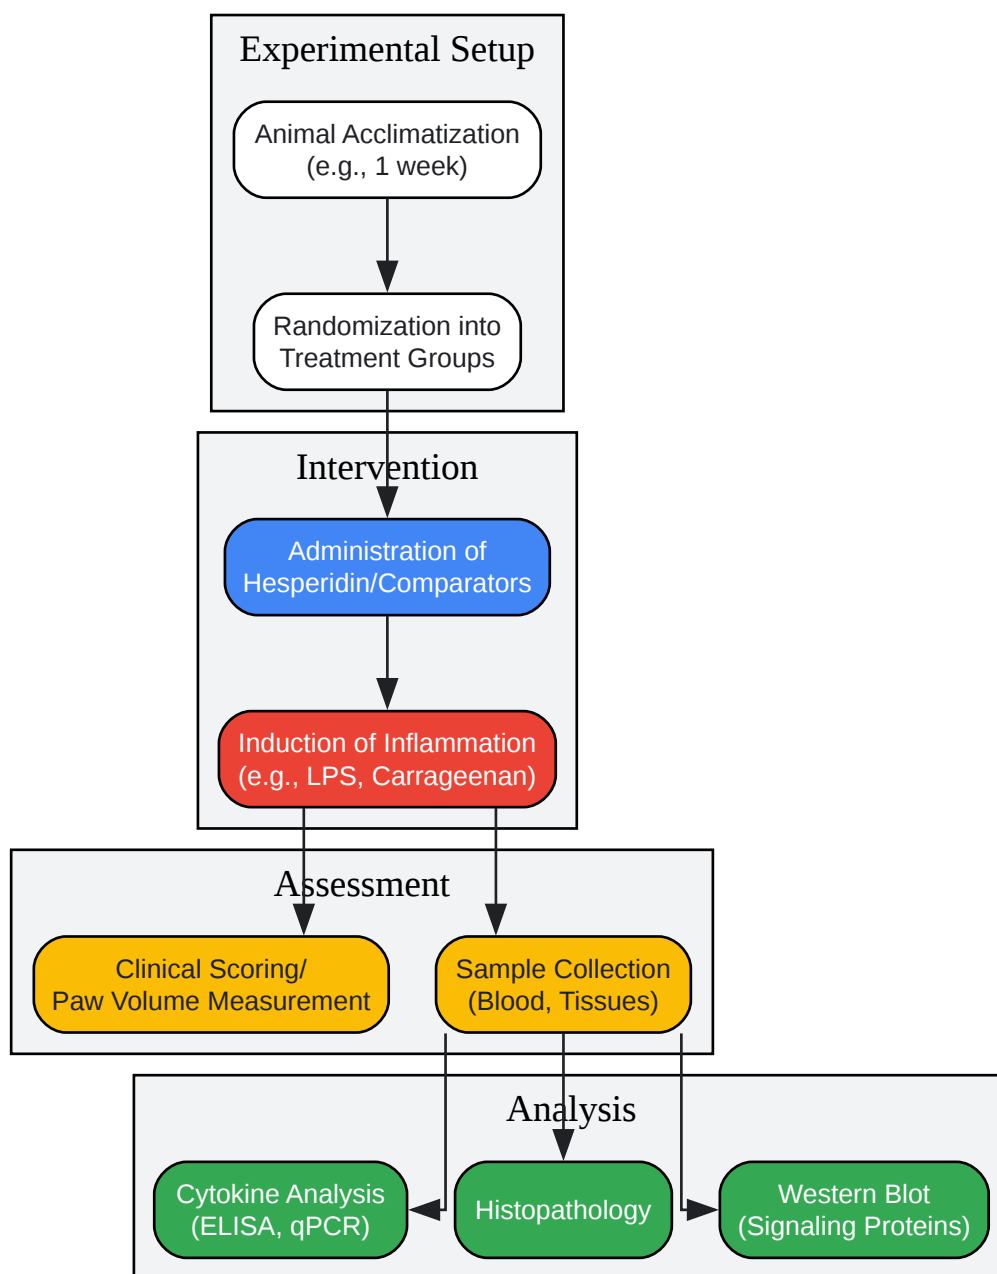 Experimental Setup
Animal Acclimatization
(e.g., 1 week)
Randomization into
Treatment Groups
Intervention
Administration of
Hesperidin/Comparators
Induction of Inflammation
(e.g., LPS, Carrageenan)
Assessment
Clinical Scoring/
Paw Volume Measurement
Sample Collection
(Blood, Tissues)
Analysis
Cytokine Analysis
(ELISA, qPCR)
Histopathology
Western Blot
(Signaling Proteins)